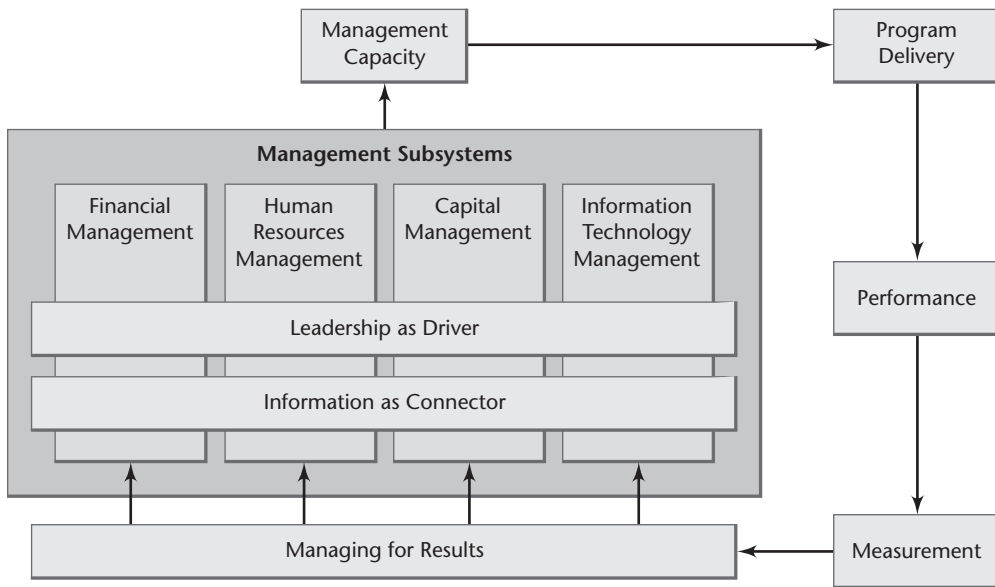 Management
Capacity
Program
Delivery
Management Subsystems
Financial
Management
Human
Resources
Management
Capital
Management
Information
Technology
Management
Leadership as Driver
Information as Connector
Performance
Managing for Results
Measurement